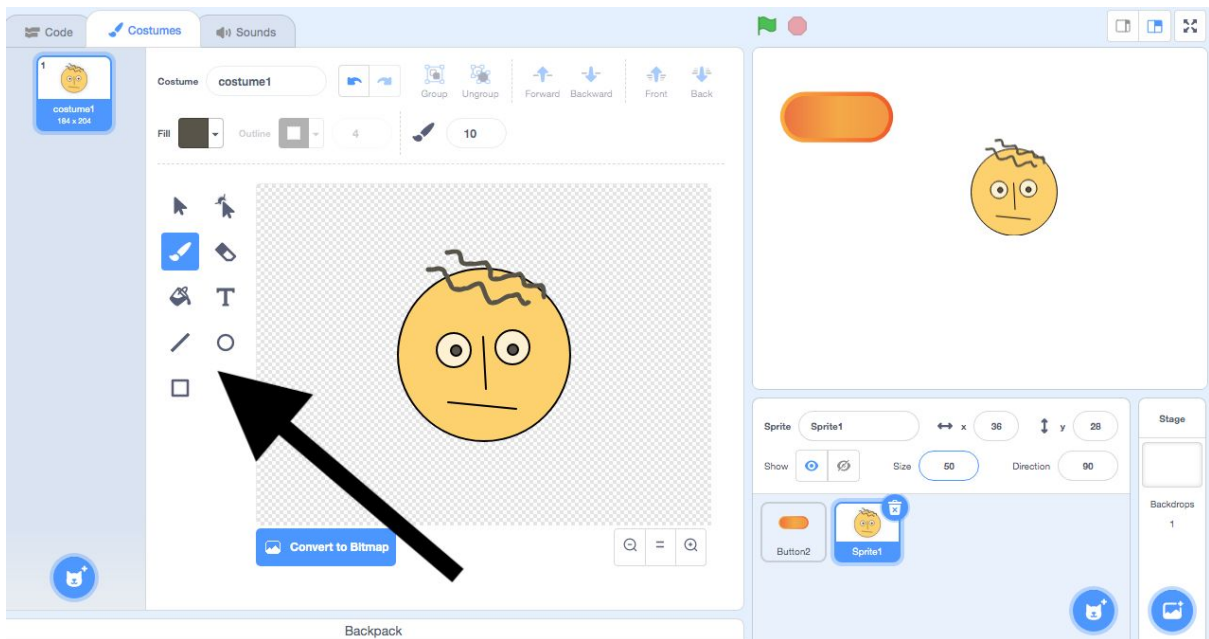 Code
Costumes
Sounds
1
costume1
184 x 204
Costume
costume1
Group
Ungroup
Forward
Backward
Front
Back
Fill
Outline
4
10
T
Convert to Bitmap
Backpack
Sprite
Sprite1
x
36
y
28
Show
Size
50
Direction
90
Button2
Sprite1
Stage
Backdrops
1